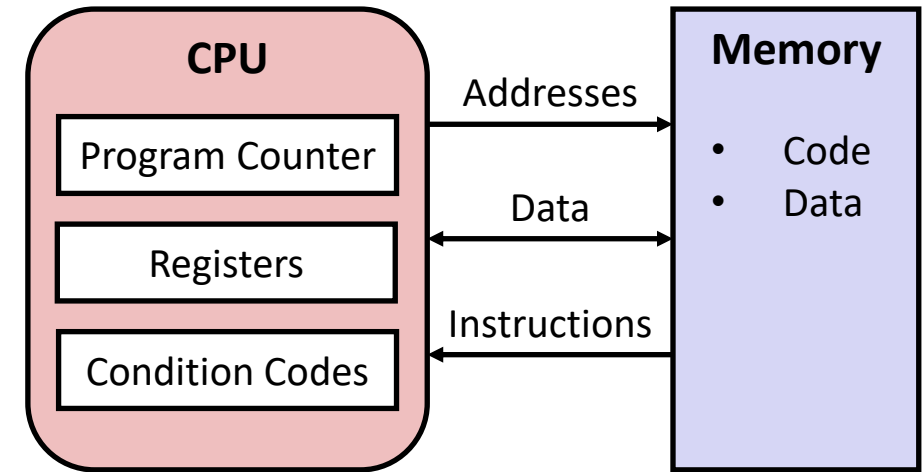 CPU
Program Counter
Registers
Condition Codes
Addresses
Data
Instructions
Memory
• Code
• Data